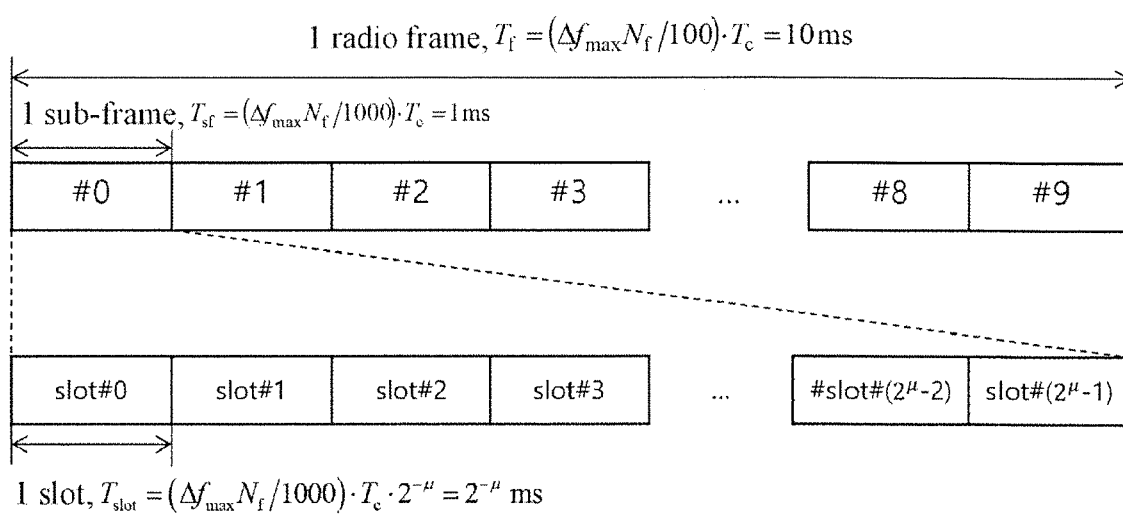 1 radio frame, T_f = (Δf_max N_f /100)·T_c = 10 ms
1 sub-frame, T_sf = (Δf_max N_f /1000)·T_c = 1 ms
#0 #1 #2 #3 ... #8 #9
slot#0 slot#1 slot#2 slot#3 ... #slot#(2^μ-2) slot#(2^μ-1)
1 slot, T_slot = (Δf_max N_f /1000)·T_c·2^-μ = 2^-μ ms